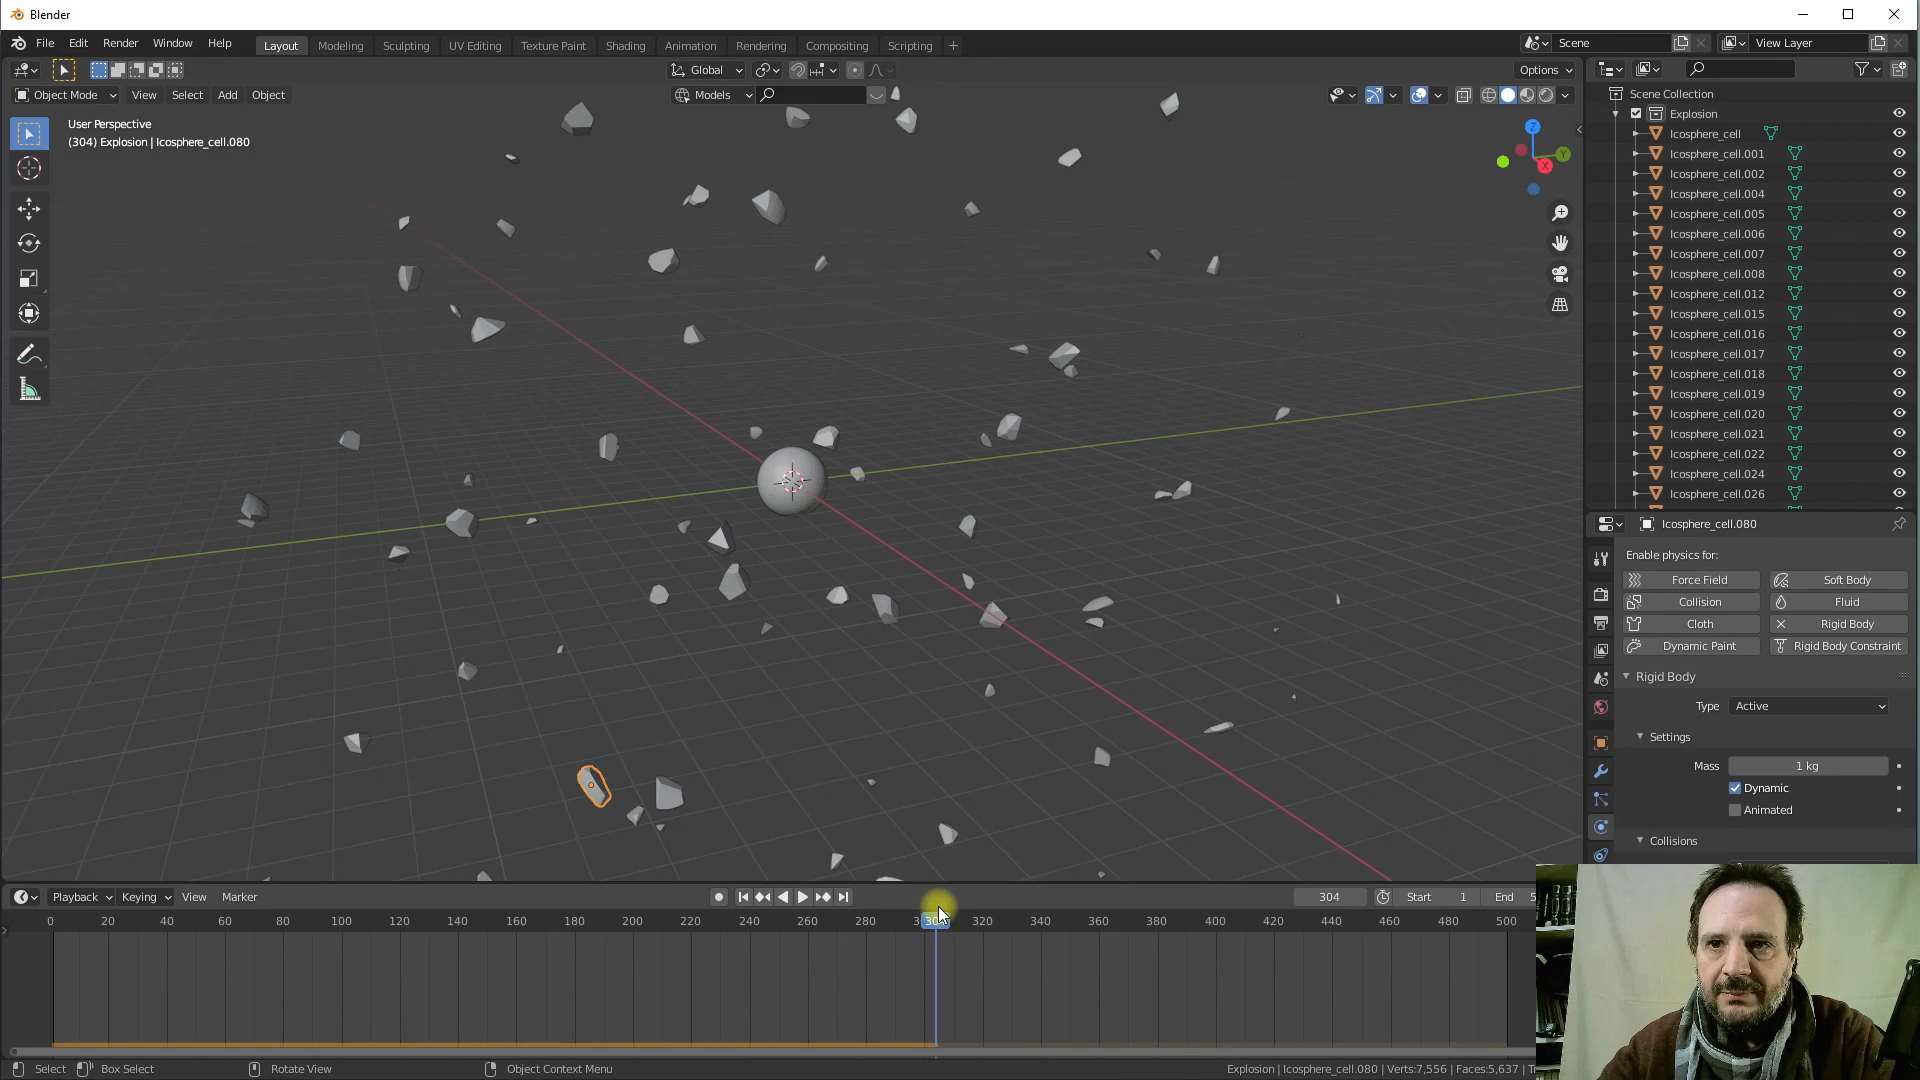 Blender
File Edit Render Window Help
Layout Modeling Sculpting UV Editing Texture Paint Shading Animation Rendering Compositing Scripting +
Scene
View Layer
Global
Options
Object Mode View Select Add Object
Models
User Perspective
(304) Explosion | Icosphere_cell.080
Z
Y
X
Scene Collection
Explosion
Icosphere_cell
Icosphere_cell.001
Icosphere_cell.002
Icosphere_cell.004
Icosphere_cell.005
Icosphere_cell.006
Icosphere_cell.007
Icosphere_cell.008
Icosphere_cell.012
Icosphere_cell.015
Icosphere_cell.016
Icosphere_cell.017
Icosphere_cell.018
Icosphere_cell.019
Icosphere_cell.020
Icosphere_cell.021
Icosphere_cell.022
Icosphere_cell.024
Icosphere_cell.026
Icosphere_cell.080
Enable physics for:
Force Field Soft Body
Collision Fluid
Cloth Rigid Body
Dynamic Paint Rigid Body Constraint
Rigid Body
Type Active
Settings
Mass 1 kg
Dynamic
Animated
Collisions
Playback Keying View Marker
304 Start 1 End 5
0 20 40 60 80 100 120 140 160 180 200 220 240 260 280 320 340 360 380 400 420 440 460 480 500
Select Box Select Rotate View Object Context Menu
Explosion | Icosphere_cell.080 | Verts:7,556 | Faces:5,637 | T